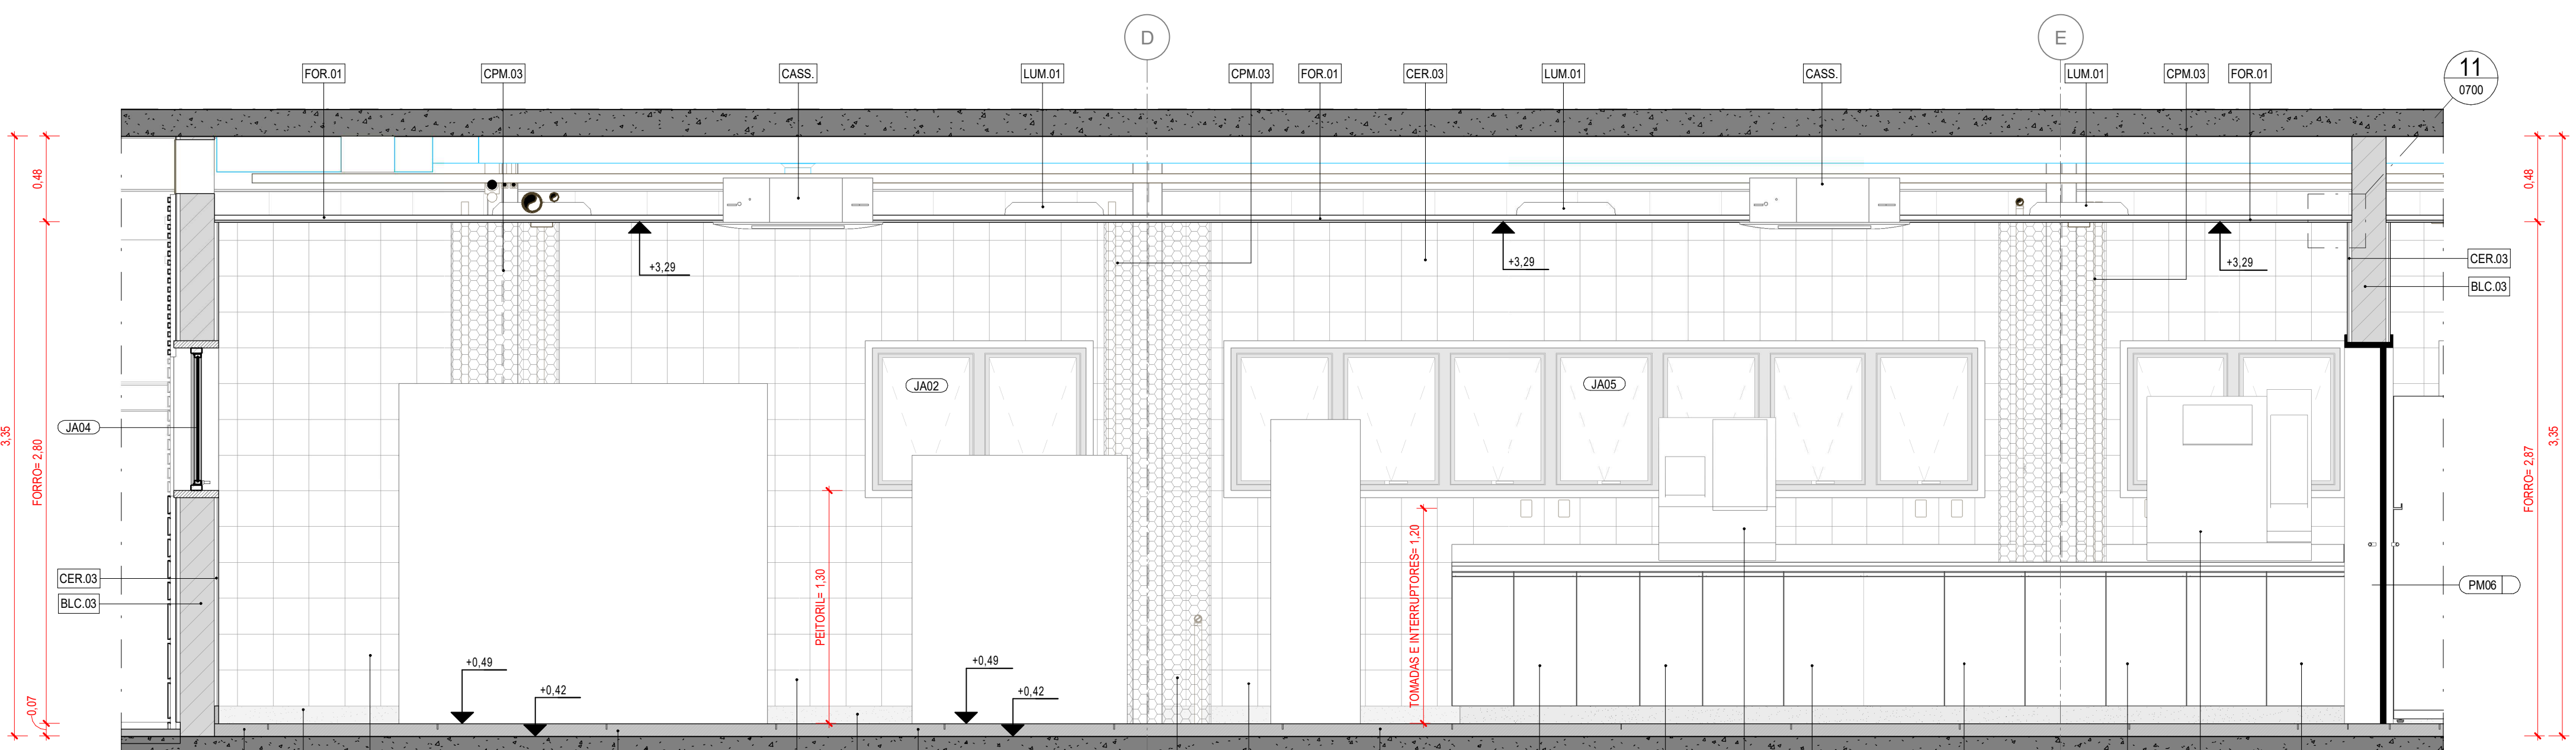 D
E
FOR.01
CPM.03
CASS.
LUM.01
CPM.03
FOR.01
CER.03
LUM.01
CASS.
LUM.01
CPM.03
FOR.01
11
0700
0,48
0,48
+3,29
+3,29
+3,29
CER.03
BLC.03
JA02
JA05
JA04
3,35
FORRO= 2,80
FORRO= 2,87
3,35
PEITORIL= 1,30
TOMADAS E INTERRUPTORES= 1,20
CER.03
BLC.03
PM06
+0,49
+0,42
+0,49
+0,42
0,07